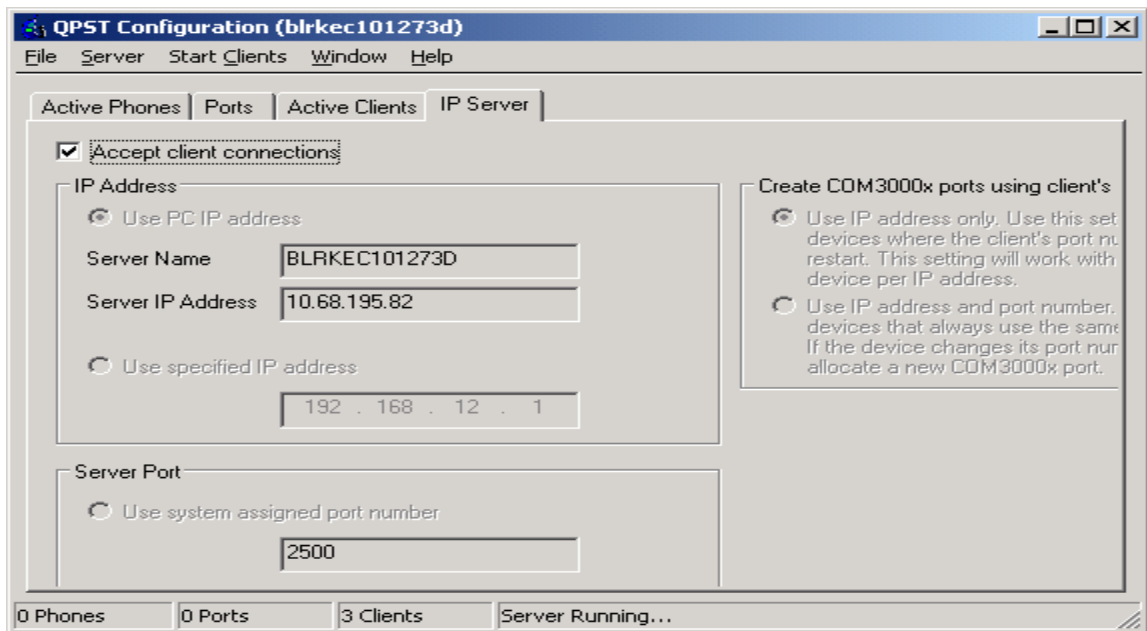 QPST Configuration (blrkec101273d)
File Server Start Clients Window Help
Active Phones Ports Active Clients IP Server
Accept client connections
IP Address
Use PC IP address
Server Name BLRKEC101273D
Server IP Address 10.68.195.82
Use specified IP address
192 . 168 . 12 . 1
Server Port
Use system assigned port number
2500
Create COM3000x ports using client's
Use IP address only. Use this set
devices where the client's port nu
restart. This setting will work with
device per IP address.
Use IP address and port number.
devices that always use the same
If the device changes its port nur
allocate a new COM3000x port.
0 Phones 0 Ports 3 Clients Server Running...